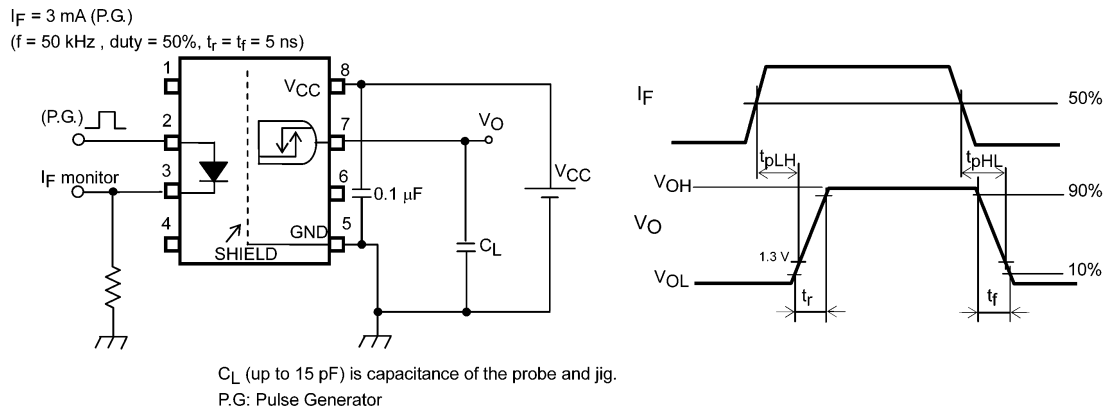 IF = 3 mA (P.G.)
(f = 50 kHz , duty = 50%, tr = tf = 5 ns)
1
8
VCC
(P.G.)
2
7
VO
IF monitor
3
6
0.1 μF
VCC
4
GND
5
SHIELD
CL
CL (up to 15 pF) is capacitance of the probe and jig.
P.G: Pulse Generator
IF
50%
tpLH
tpHL
VOH
90%
VO
1.3 V
VOL
10%
tr
tf